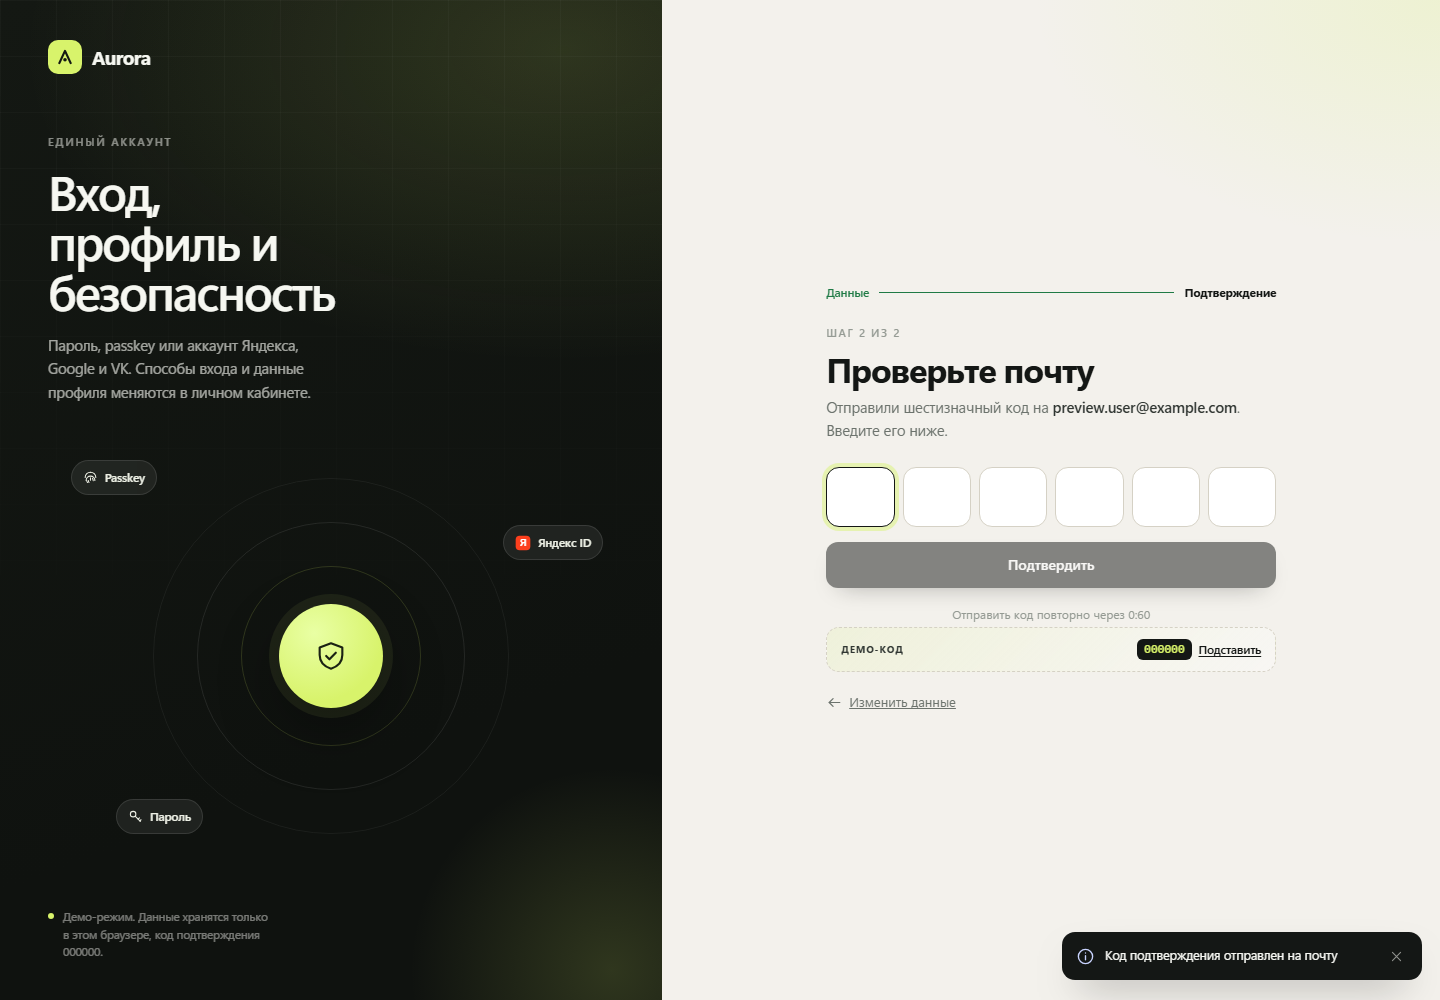 Aurora
ЕДИНЫЙ АККАУНТ
Вход,
профиль и
безопасность
Пароль, passkey или аккаунт Яндекса,
Google и VK. Способы входа и данные
профиля меняются в личном кабинете.
Passkey
Я Яндекс ID
Пароль
Демо-режим. Данные хранятся только
в этом браузере, код подтверждения
000000.
Данные
Подтверждение
ШАГ 2 ИЗ 2
Проверьте почту
Отправили шестизначный код на preview.user@example.com.
Введите его ниже.
Подтвердить
Отправить код повторно через 0:60
ДЕМО-КОД
000000 Подставить
Изменить данные
Код подтверждения отправлен на почту